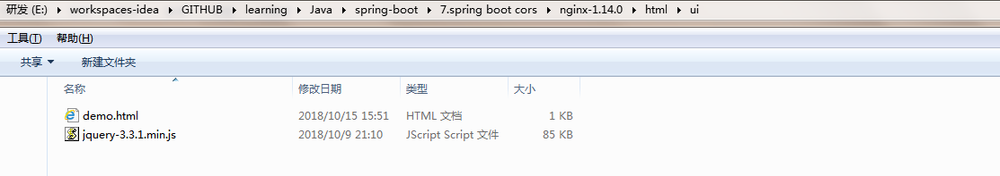 研发 (E:) ▸ workspaces-idea ▸ GITHUB ▸ learning ▸ Java ▸ spring-boot ▸ 7.spring boot cors ▸ nginx-1.14.0 ▸ html ▸ ui
工具(T) 帮助(H)
共享 新建文件夹
名称 修改日期 类型 大小
demo.html 2018/10/15 15:51 HTML 文档 1 KB
jquery-3.3.1.min.js 2018/10/9 21:10 JScript Script 文件 85 KB